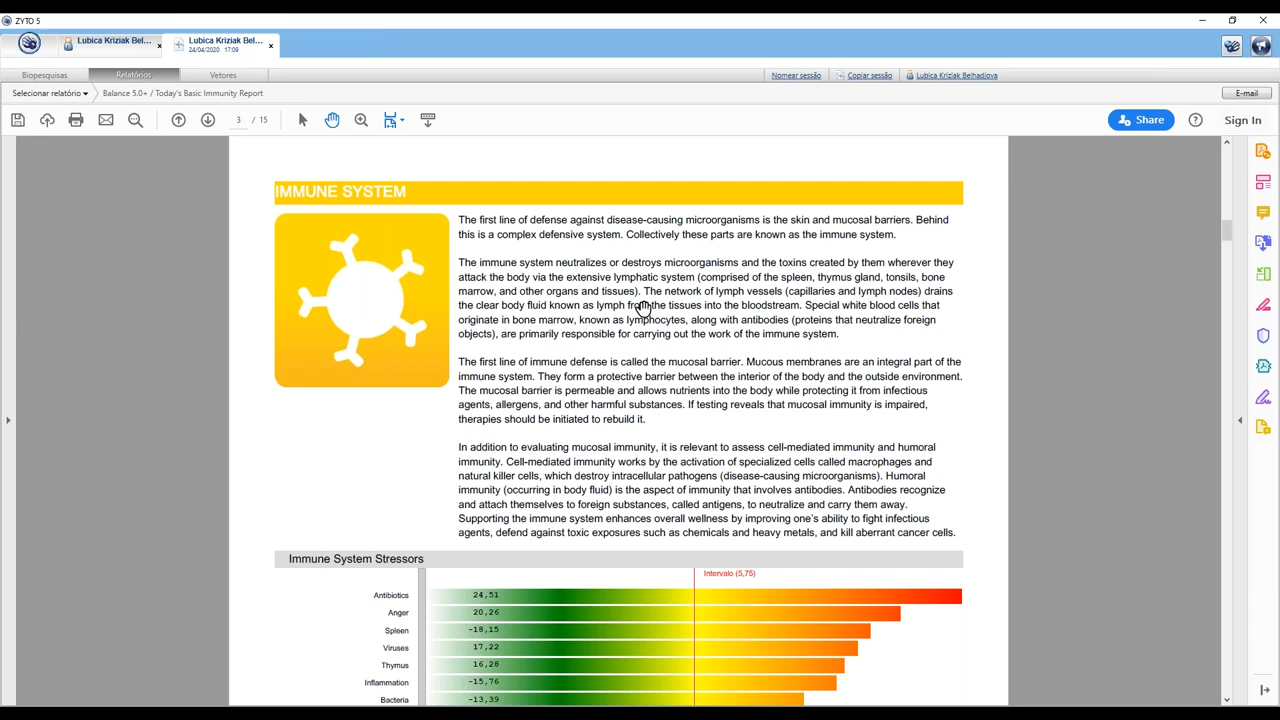 ZYTO 5
Lubica Kriziak Bel...
Lubica Kriziak Bel...
24/04/2020 17:09
Biopesquisas Relatórios Vetores Nomear sessão Copiar sessão Lubica Kriziak Belhadlova
Selecionar relatório Balance 5.0+ / Today's Basic Immunity Report E-mail
3 / 15 Share Sign In
IMMUNE SYSTEM
The first line of defense against disease-causing microorganisms is the skin and mucosal barriers. Behind
this is a complex defensive system. Collectively these parts are known as the immune system.
The immune system neutralizes or destroys microorganisms and the toxins created by them wherever they
attack the body via the extensive lymphatic system (comprised of the spleen, thymus gland, tonsils, bone
marrow, and other organs and tissues). The network of lymph vessels (capillaries and lymph nodes) drains
the clear body fluid known as lymph from the tissues into the bloodstream. Special white blood cells that
originate in bone marrow, known as lymphocytes, along with antibodies (proteins that neutralize foreign
objects), are primarily responsible for carrying out the work of the immune system.
The first line of immune defense is called the mucosal barrier. Mucous membranes are an integral part of the
immune system. They form a protective barrier between the interior of the body and the outside environment.
The mucosal barrier is permeable and allows nutrients into the body while protecting it from infectious
agents, allergens, and other harmful substances. If testing reveals that mucosal immunity is impaired,
therapies should be initiated to rebuild it.
In addition to evaluating mucosal immunity, it is relevant to assess cell-mediated immunity and humoral
immunity. Cell-mediated immunity works by the activation of specialized cells called macrophages and
natural killer cells, which destroy intracellular pathogens (disease-causing microorganisms). Humoral
immunity (occurring in body fluid) is the aspect of immunity that involves antibodies. Antibodies recognize
and attach themselves to foreign substances, called antigens, to neutralize and carry them away.
Supporting the immune system enhances overall wellness by improving one's ability to fight infectious
agents, defend against toxic exposures such as chemicals and heavy metals, and kill aberrant cancer cells.
Immune System Stressors
Intervalo (5,75)
Antibiotics 24,51
Anger 20,26
Spleen -18,15
Viruses 17,22
Thymus 16,28
Inflammation -15,76
Bacteria -13,39